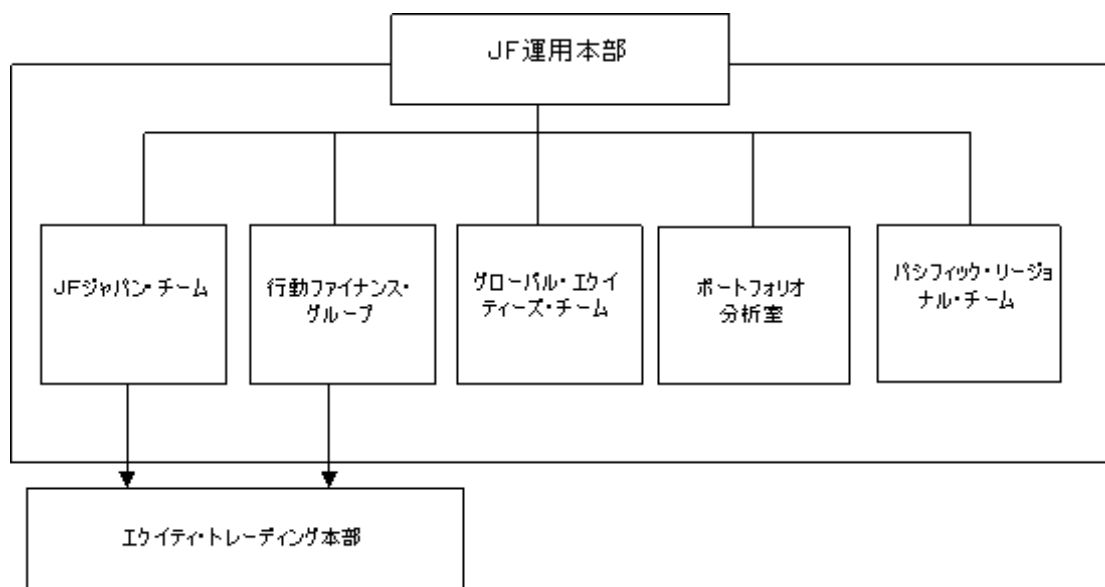 JF運用本部
JFジャパン・チーム
行動ファイナンス・
グループ
グローバル・エクイ
ティーズ・チーム
ポートフォリオ
分析室
パシフィック・リージョ
ナル・チーム
エクイティ・トレーディング本部